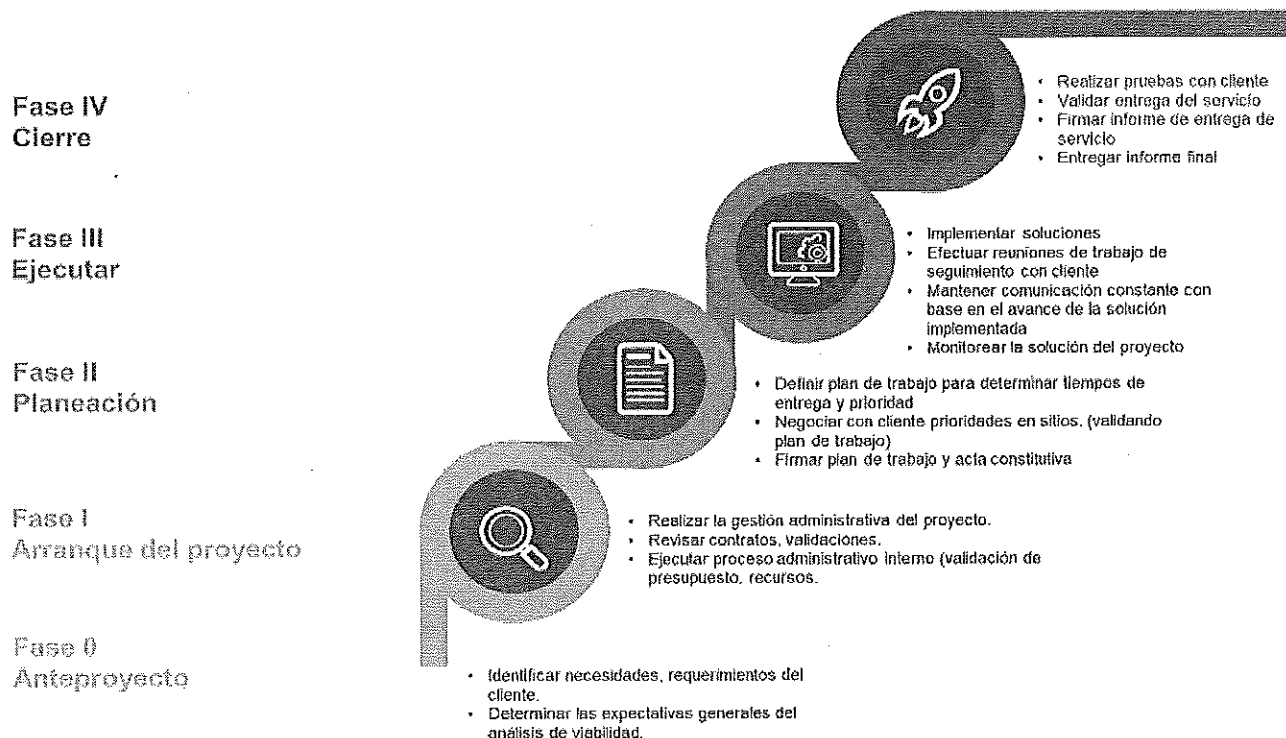 Fase IV
Cierre
• Realizar pruebas con cliente
• Validar entrega del servicio
• Firmar informe de entrega de
servicio
• Entregar informe final
Fase III
Ejecutar
• Implementar soluciones
• Efectuar reuniones de trabajo de
seguimiento con cliente
• Mantener comunicación constante con
base en el avance de la solución
implementada
• Monitorear la solución del proyecto
Fase II
Planeación
• Definir plan de trabajo para determinar tiempos de
entrega y prioridad
• Negociar con cliente prioridades en sitios. (validando
plan de trabajo)
• Firmar plan de trabajo y acta constitutiva
Fase I
Arranque del proyecto
• Realizar la gestión administrativa del proyecto.
• Revisar contratos, validaciones.
• Ejecutar proceso administrativo interno (validación de
presupuesto, recursos.
Fase 0
Anteproyecto
• Identificar necesidades, requerimientos del
cliente.
• Determinar las expectativas generales del
análisis de viabilidad.